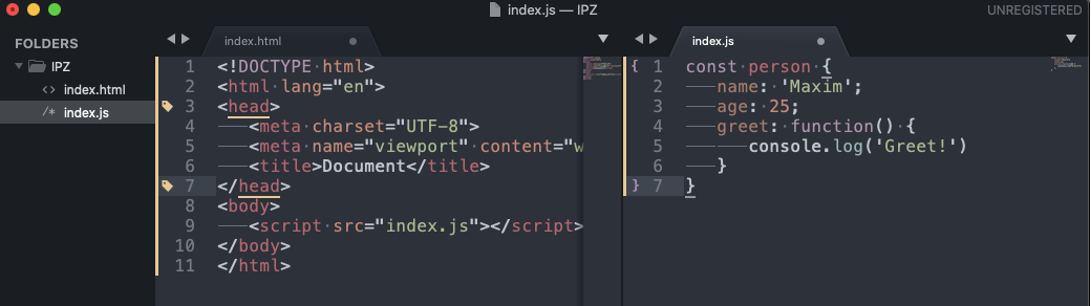 index.js — IPZ
UNREGISTERED
FOLDERS
IPZ
<> index.html
/* index.js
index.html
1 <!DOCTYPE html>
2 <html lang="en">
3 <head>
4 <meta charset="UTF-8">
5 <meta name="viewport" content="w
6 <title>Document</title>
7 </head>
8 <body>
9 <script src="index.js"></script>
10 </body>
11 </html>
index.js
{ 1 const person {
2 name: 'Maxim';
3 age: 25;
4 greet: function() {
5 console.log('Greet!')
6 }
} 7 }